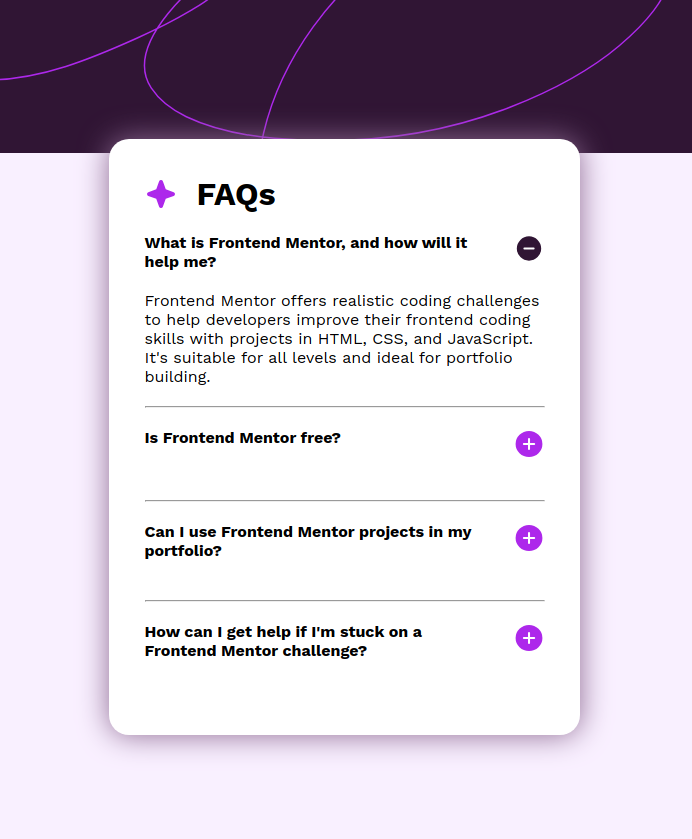 FAQs
What is Frontend Mentor, and how will it
help me?
Frontend Mentor offers realistic coding challenges
to help developers improve their frontend coding
skills with projects in HTML, CSS, and JavaScript.
It's suitable for all levels and ideal for portfolio
building.
Is Frontend Mentor free?
Can I use Frontend Mentor projects in my
portfolio?
How can I get help if I'm stuck on a
Frontend Mentor challenge?